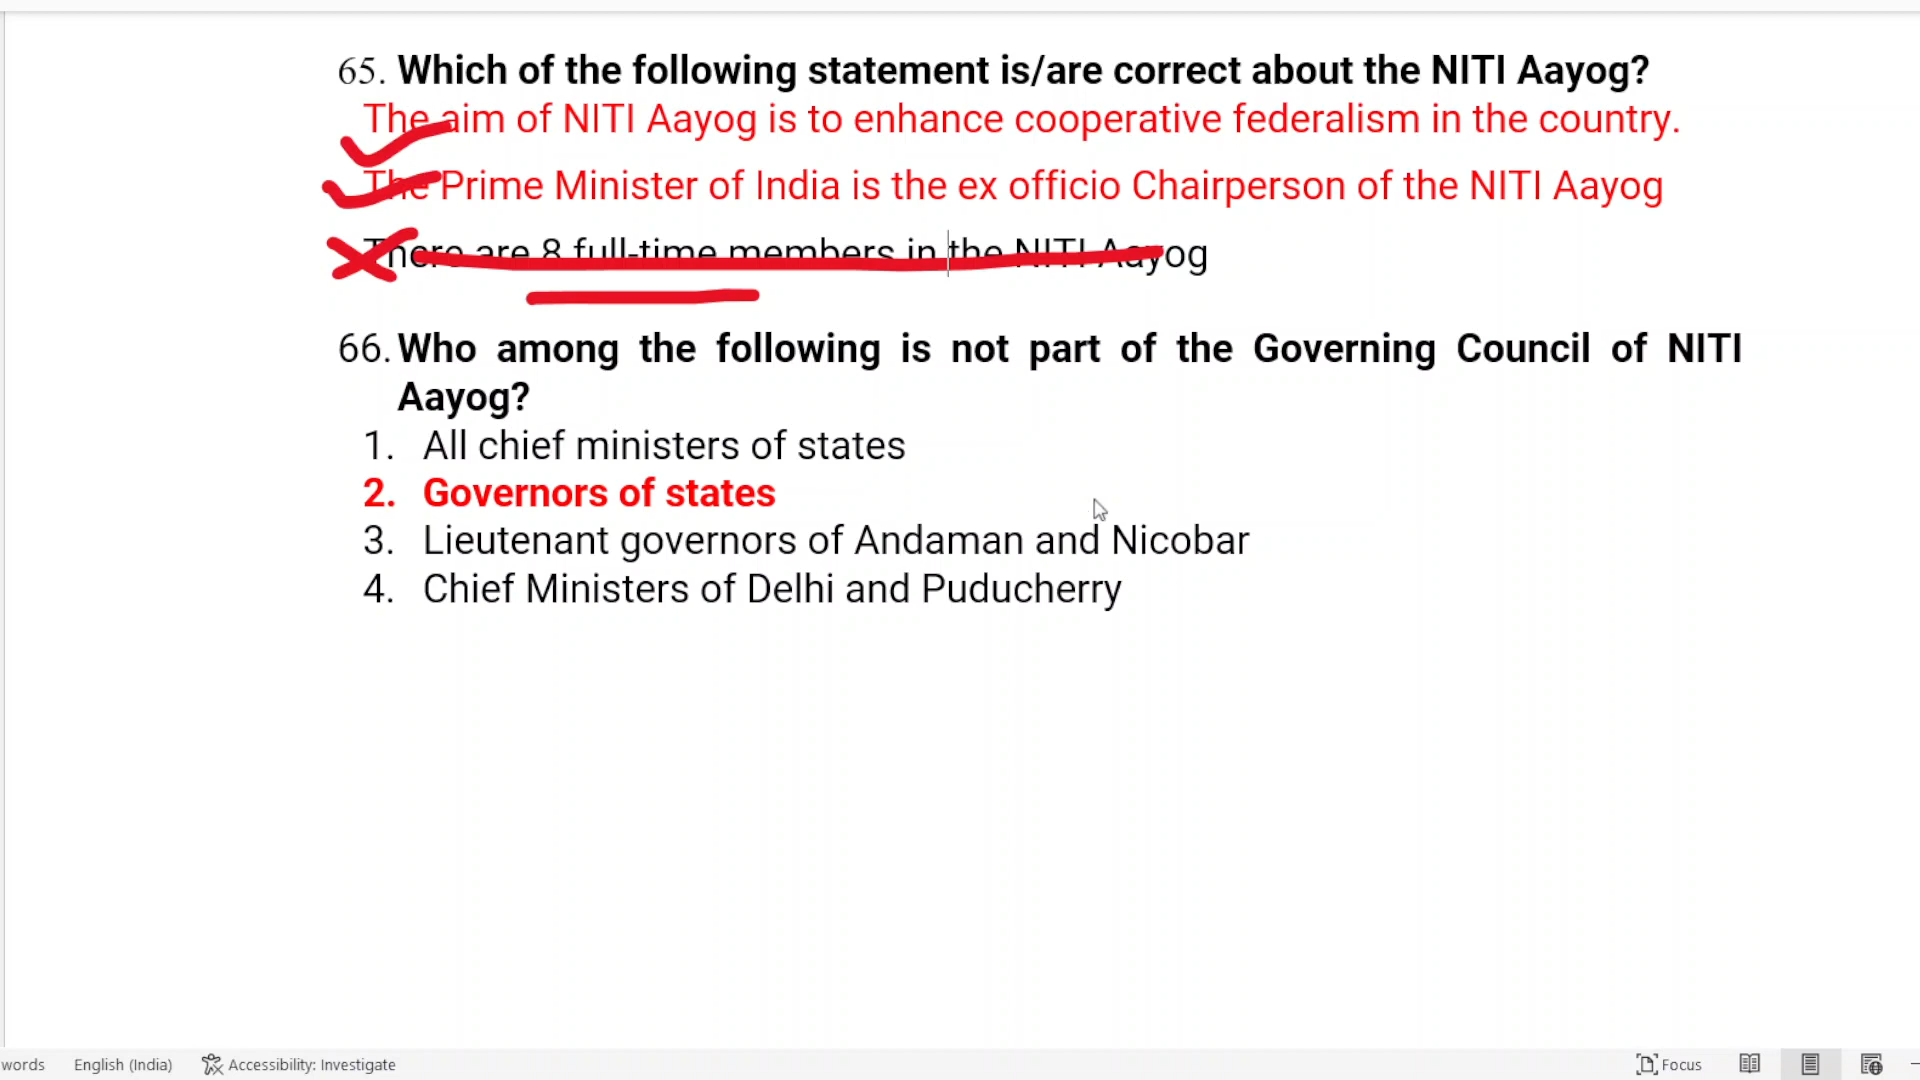 65. Which of the following statement is/are correct about the NITI Aayog?
The aim of NITI Aayog is to enhance cooperative federalism in the country.
The Prime Minister of India is the ex officio Chairperson of the NITI Aayog
There are 8 full-time members in the NITI Aayog
66. Who among the following is not part of the Governing Council of NITI
Aayog?
1. All chief ministers of states
2. Governors of states
3. Lieutenant governors of Andaman and Nicobar
4. Chief Ministers of Delhi and Puducherry
words English (India) Accessibility: Investigate Focus